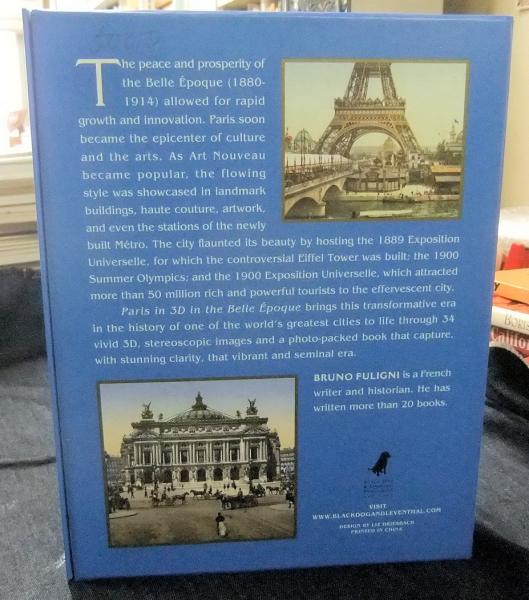 The peace and prosperity of
the Belle Époque (1880-
1914) allowed for rapid
growth and innovation. Paris soon
became the epicenter of culture
and the arts. As Art Nouveau
became popular, the flowing
style was showcased in landmark
buildings, haute couture, artwork,
and even the stations of the newly
built Métro. The city flaunted its beauty by hosting the 1889 Exposition
Universelle, for which the controversial Eiffel Tower was built; the 1900
Summer Olympics; and the 1900 Exposition Universelle, which attracted
more than 50 million rich and powerful tourists to the effervescent city.
Paris in 3D in the Belle Époque brings this transformative era
in the history of one of the world's greatest cities to life through 34
vivid 3D, stereoscopic images and a photo-packed book that capture,
with stunning clarity, that vibrant and seminal era.
BRUNO FULIGNI is a French
writer and historian. He has
written more than 20 books.
VISIT
WWW.BLACKDOGANDLEVENTHAL.COM
DESIGN BY LIZ DRIESBACH
PRINTED IN CHINA